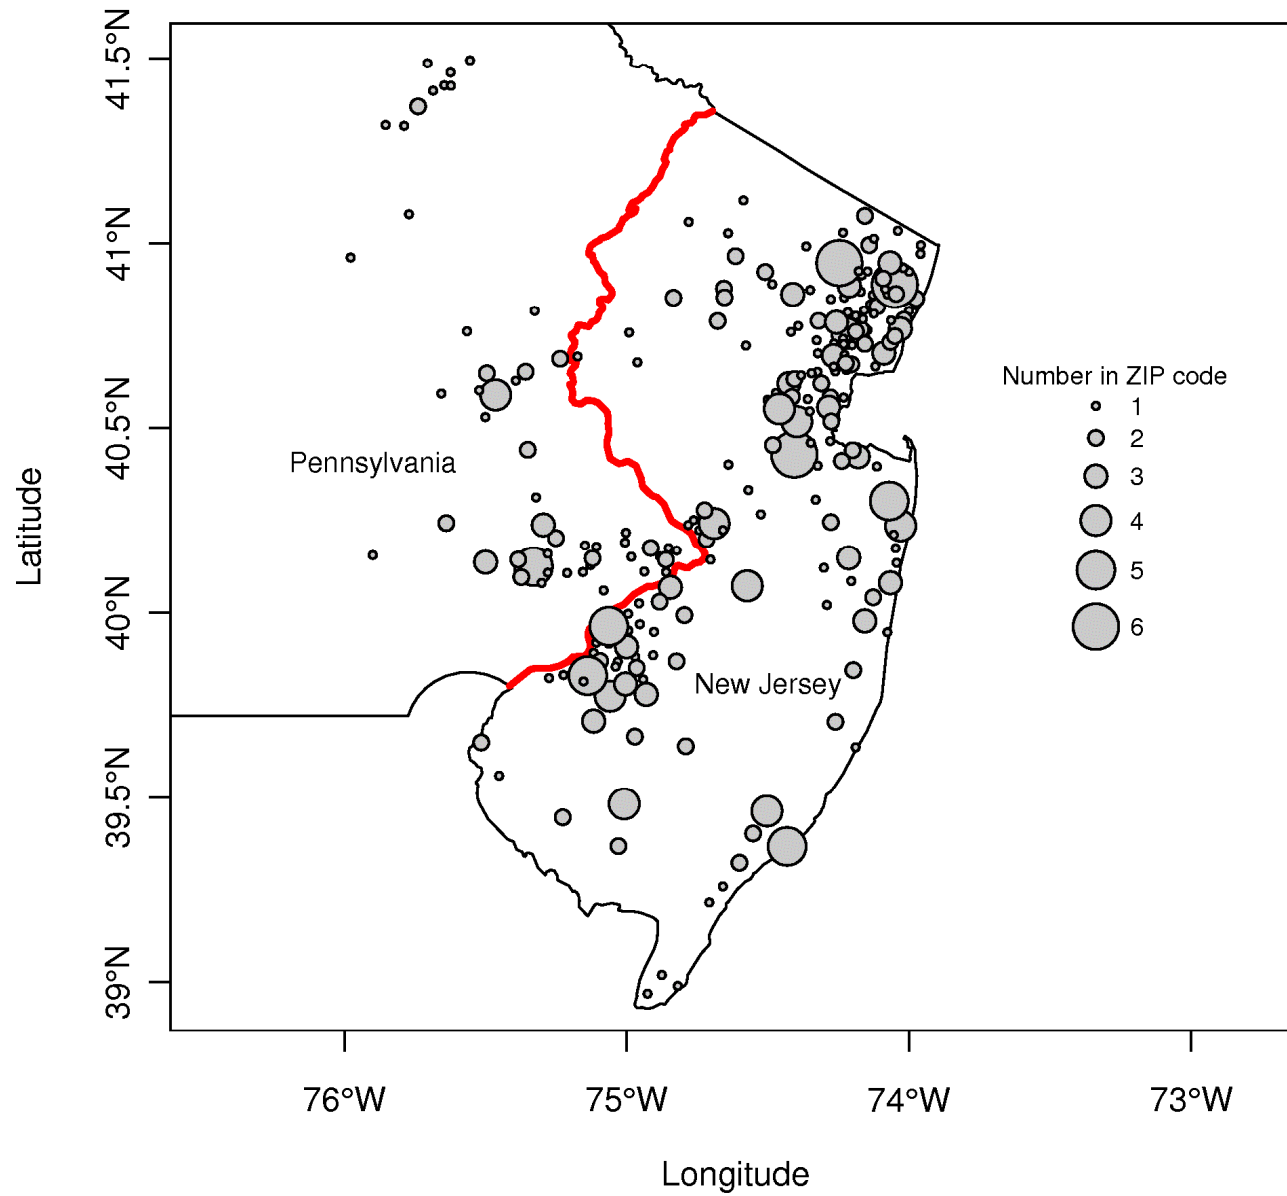 41.5°N
41°N
40.5°N
40°N
39.5°N
39°N
Latitude
Pennsylvania
New Jersey
Number in ZIP code
1
2
3
4
5
6
76°W
75°W
74°W
73°W
Longitude